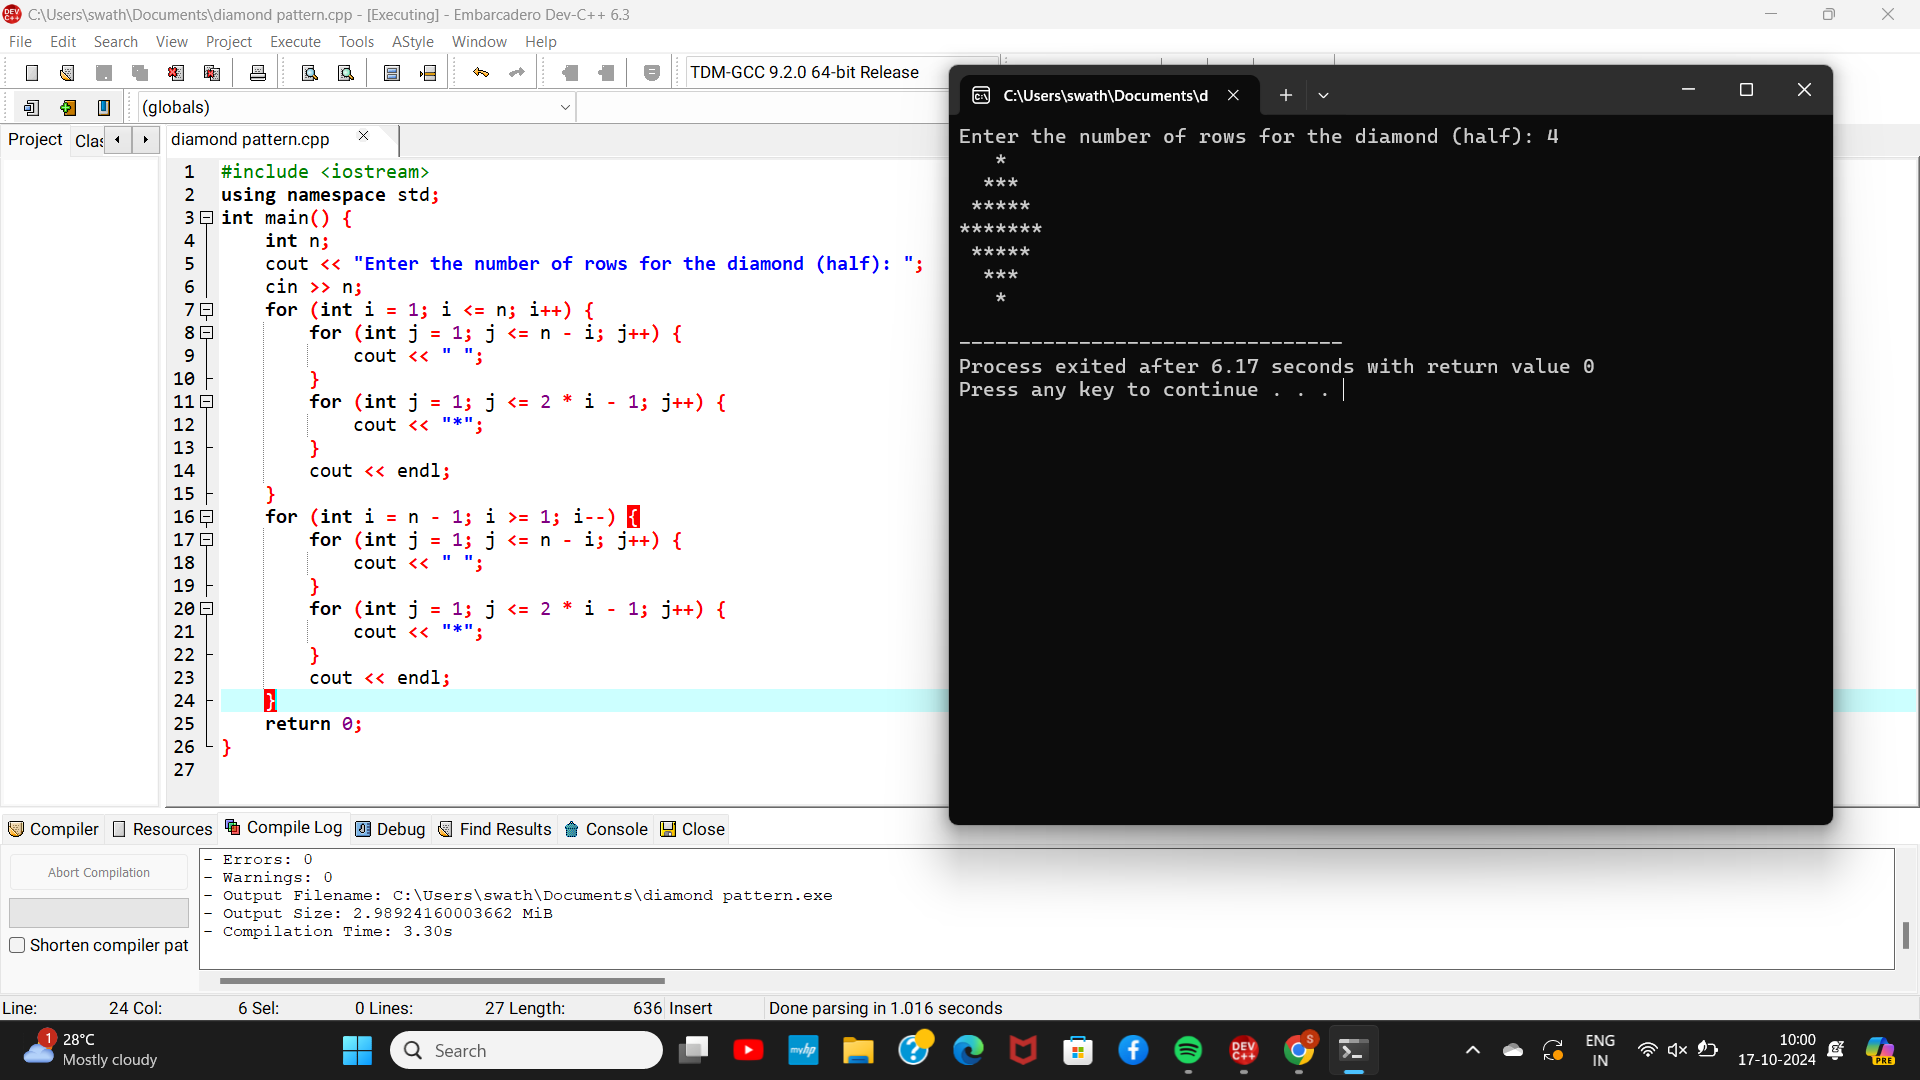 C:\Users\swath\Documents\diamond pattern.cpp - [Executing] - Embarcadero Dev-C++ 6.3
File Edit Search View Project Execute Tools AStyle Window Help
TDM-GCC 9.2.0 64-bit Release
(globals)
Project Clas
diamond pattern.cpp
1 #include <iostream>
2 using namespace std;
3 int main() {
4     int n;
5     cout << "Enter the number of rows for the diamond (half): ";
6     cin >> n;
7     for (int i = 1; i <= n; i++) {
8         for (int j = 1; j <= n - i; j++) {
9             cout << " ";
10         }
11         for (int j = 1; j <= 2 * i - 1; j++) {
12             cout << "*";
13         }
14         cout << endl;
15     }
16     for (int i = n - 1; i >= 1; i--) {
17         for (int j = 1; j <= n - i; j++) {
18             cout << " ";
19         }
20         for (int j = 1; j <= 2 * i - 1; j++) {
21             cout << "*";
22         }
23         cout << endl;
24     }
25     return 0;
26 }
27
C:\Users\swath\Documents\d
Enter the number of rows for the diamond (half): 4
   *
  ***
 *****
*******
 *****
  ***
   *
--------------------------------
Process exited after 6.17 seconds with return value 0
Press any key to continue . . .
Compiler Resources Compile Log Debug Find Results Console Close
Abort Compilation
Shorten compiler pat
- Errors: 0
- Warnings: 0
- Output Filename: C:\Users\swath\Documents\diamond pattern.exe
- Output Size: 2.98924160003662 MiB
- Compilation Time: 3.30s
Line: 24 Col: 6 Sel: 0 Lines: 27 Length: 636 Insert Done parsing in 1.016 seconds
1
28°C
Mostly cloudy
Search
myhp
DEV C++
S
ENG
IN
10:00
17-10-2024
PRE